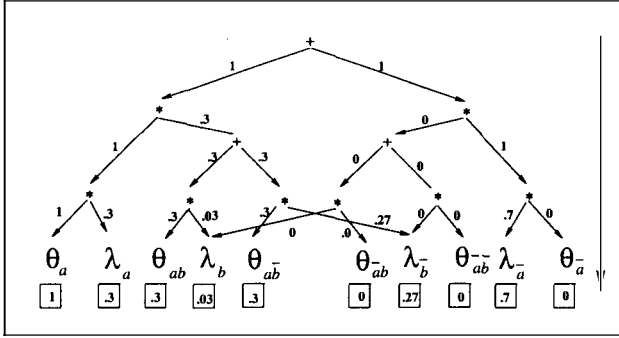 +
1 1
* *
.3 0
+ +
1 .3 .3 0 0 1
* * * * * *
1 .3 .3 .03 .3 0 .0 .27 0 0 .7 0
θa λa θab λb θab̄ θāb λb̄ θāb̄ λā θā
1 .3 .3 .03 .3 0 .27 0 .7 0